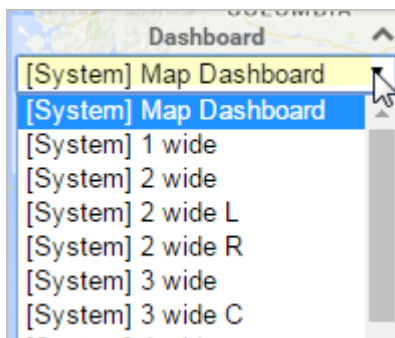 COLUMBIA
Dashboard
[System] Map Dashboard
[System] Map Dashboard
[System] 1 wide
[System] 2 wide
[System] 2 wide L
[System] 2 wide R
[System] 3 wide
[System] 3 wide C